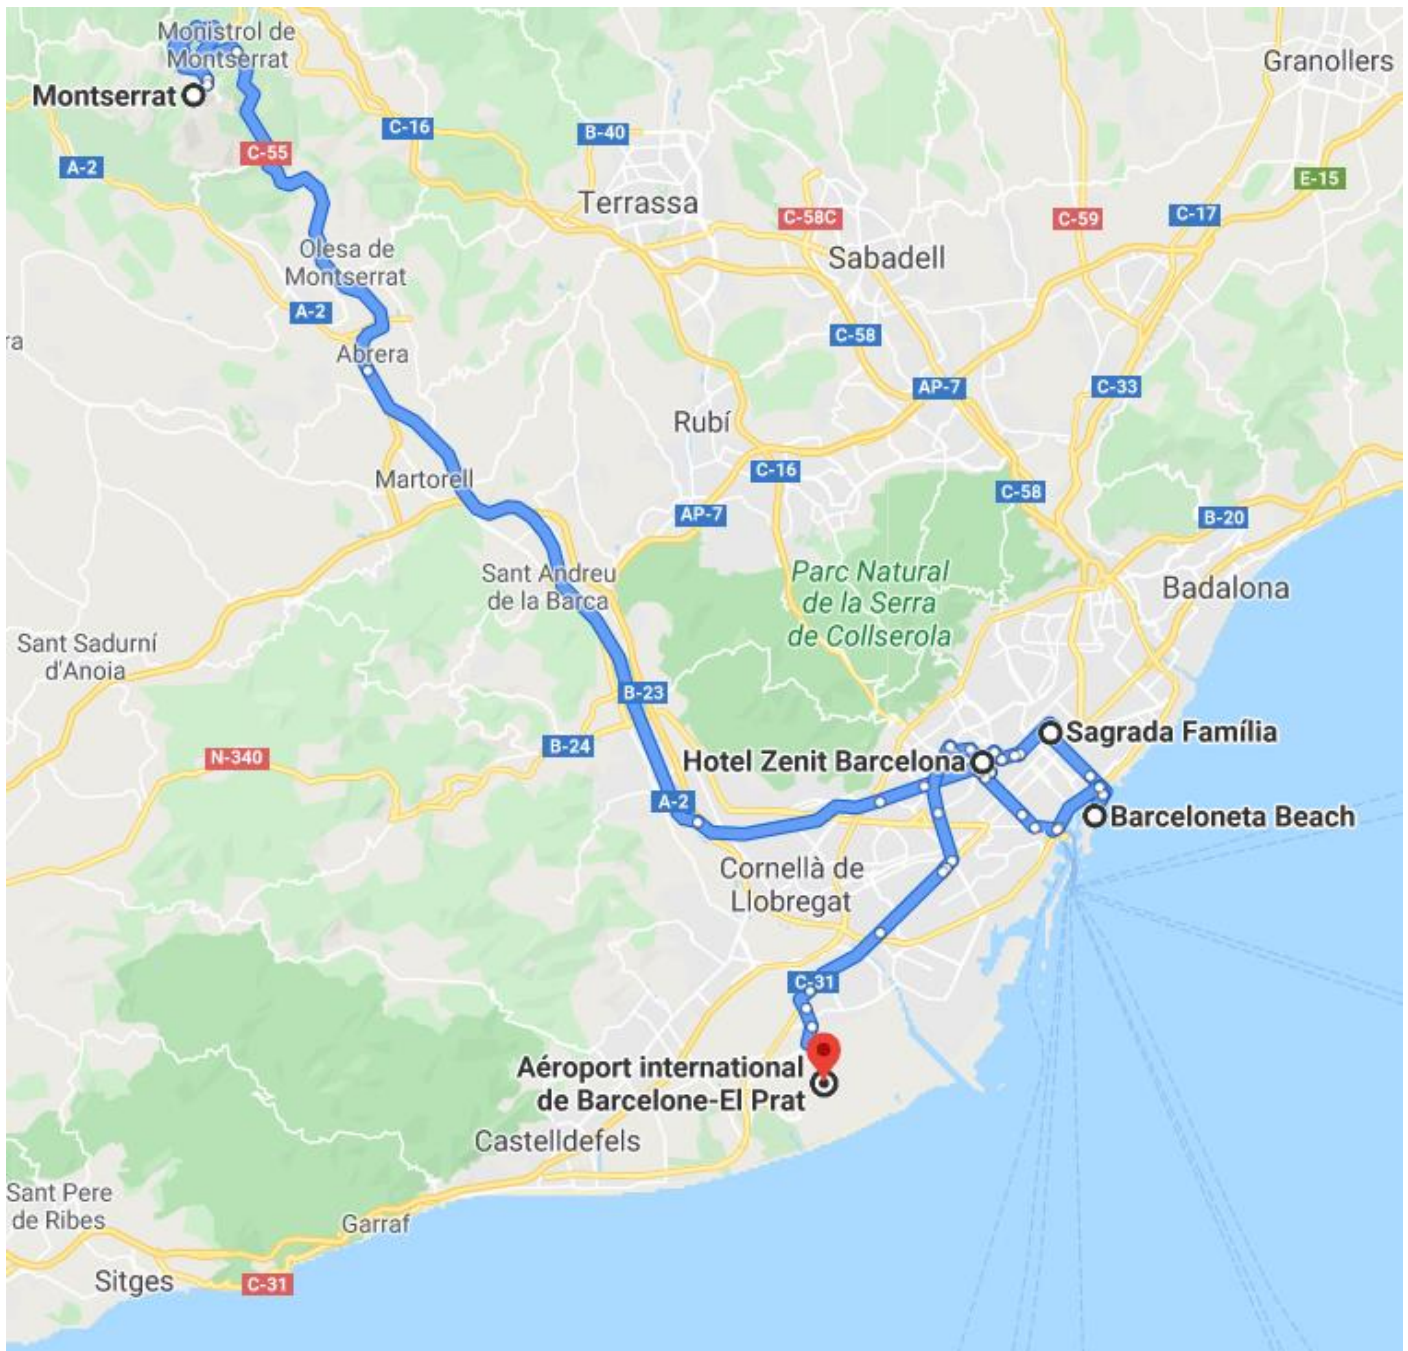 Monistrol de
Montserrat
Granollers
Montserrat
C-16
B-40
C-55
A-2
E-15
Terrassa
C-58C
C-59
C-17
Olesa de
Montserrat
Sabadell
A-2
ra
Abrera
C-58
AP-7
C-33
Rubí
Martorell
C-16
C-58
AP-7
B-20
Sant Andreu
de la Barca
Parc Natural
de la Serra
de Collserola
Badalona
Sant Sadurní
d'Anoia
B-23
B-24
N-340
Sagrada Família
Hotel Zenit Barcelona
A-2
Barceloneta Beach
Cornellà de
Llobregat
C-31
Aéroport international
de Barcelone-El Prat
Castelldefels
Sant Pere
de Ribes
Garraf
Sitges
C-31